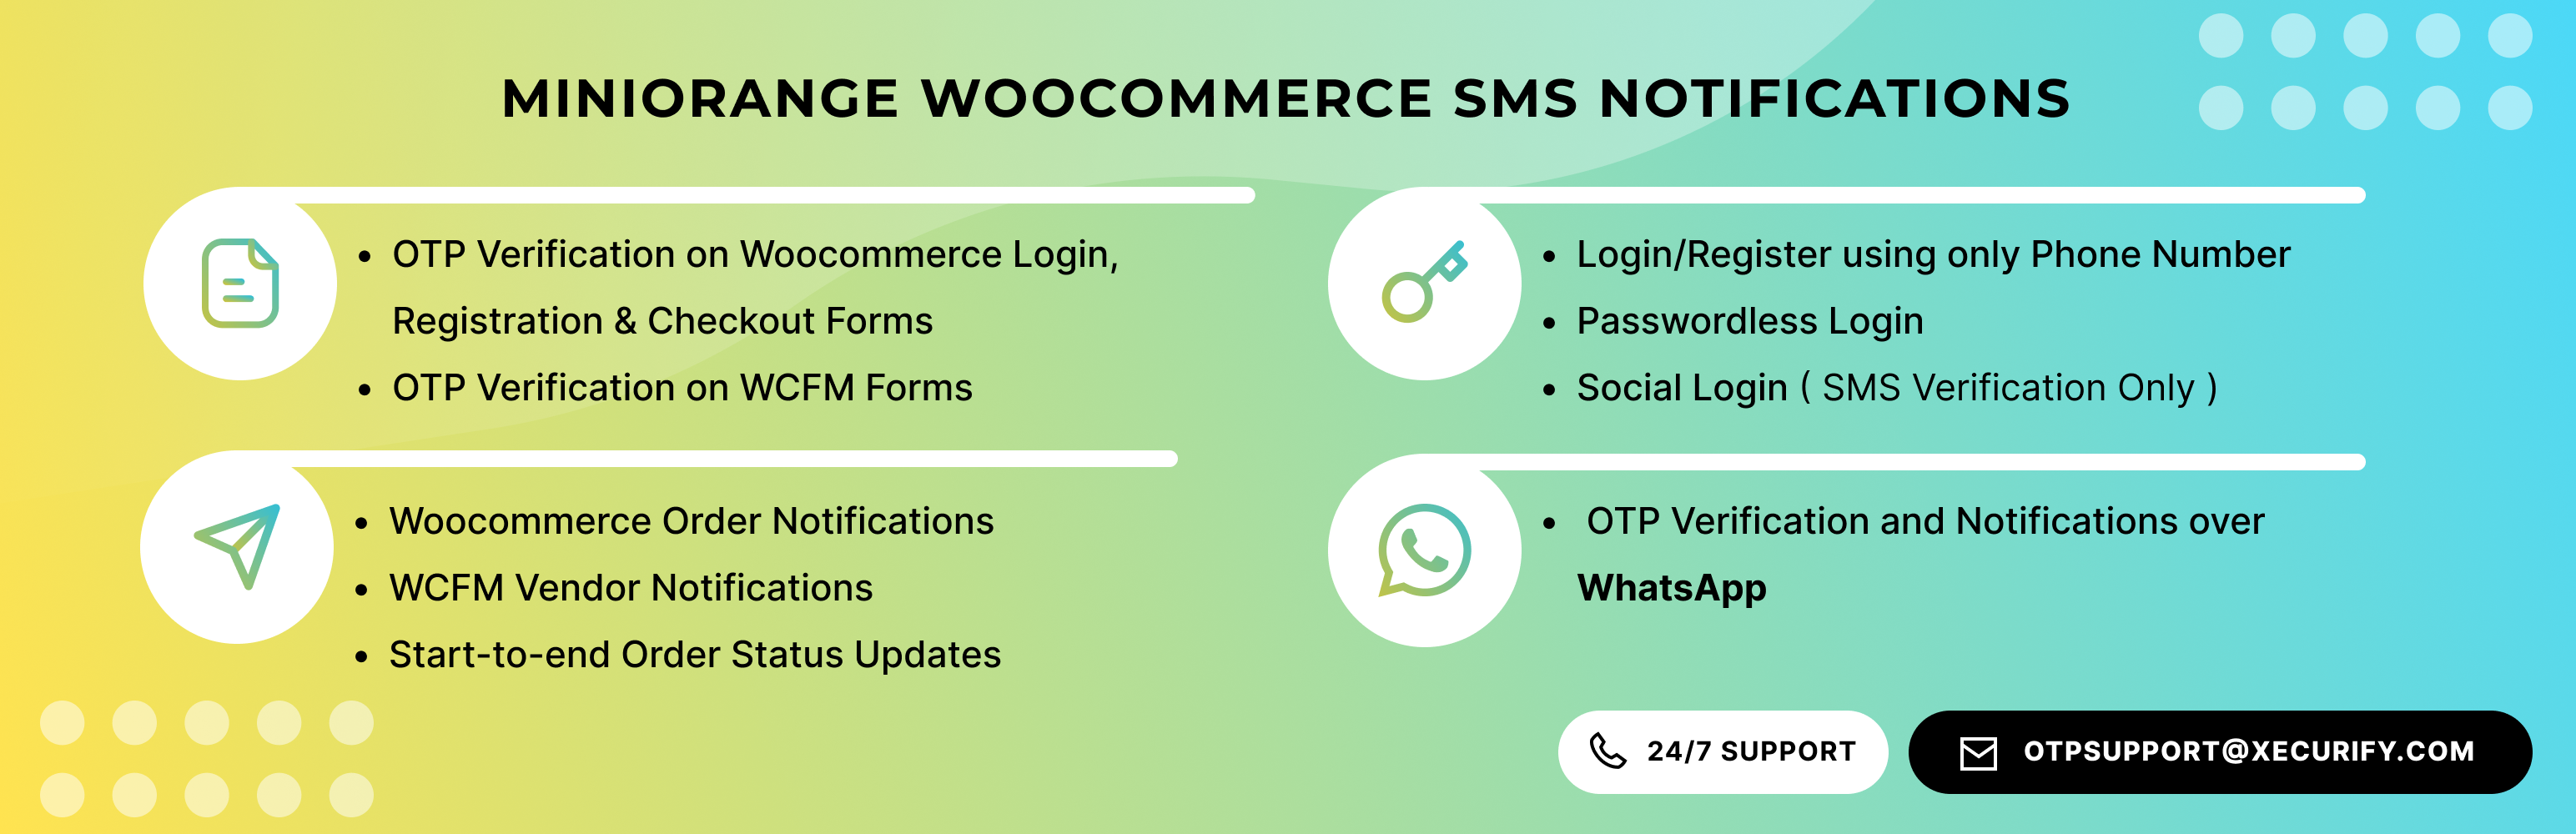 MINIORANGE WOOCOMMERCE SMS NOTIFICATIONS
• OTP Verification on Woocommerce Login,
Registration & Checkout Forms
• OTP Verification on WCFM Forms
• Login/Register using only Phone Number
• Passwordless Login
• Social Login ( SMS Verification Only )
• Woocommerce Order Notifications
• WCFM Vendor Notifications
• Start-to-end Order Status Updates
• OTP Verification and Notifications over
WhatsApp
24/7 SUPPORT
OTPSUPPORT@XECURIFY.COM